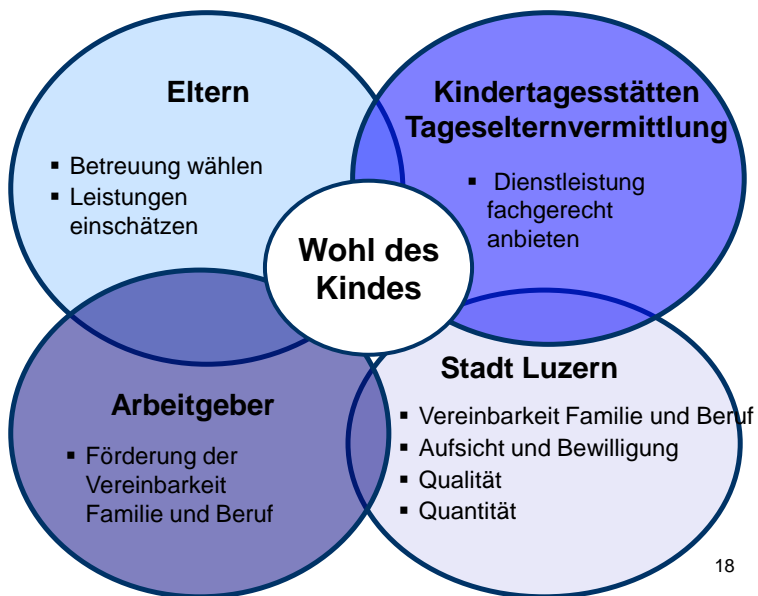 Eltern
▪ Betreuung wählen
▪ Leistungen
einschätzen
Kindertagesstätten
Tageselternvermittlung
▪ Dienstleistung
fachgerecht
anbieten
Wohl des
Kindes
Arbeitgeber
▪ Förderung der
Vereinbarkeit
Familie und Beruf
Stadt Luzern
▪ Vereinbarkeit Familie und Beruf
▪ Aufsicht und Bewilligung
▪ Qualität
▪ Quantität
18